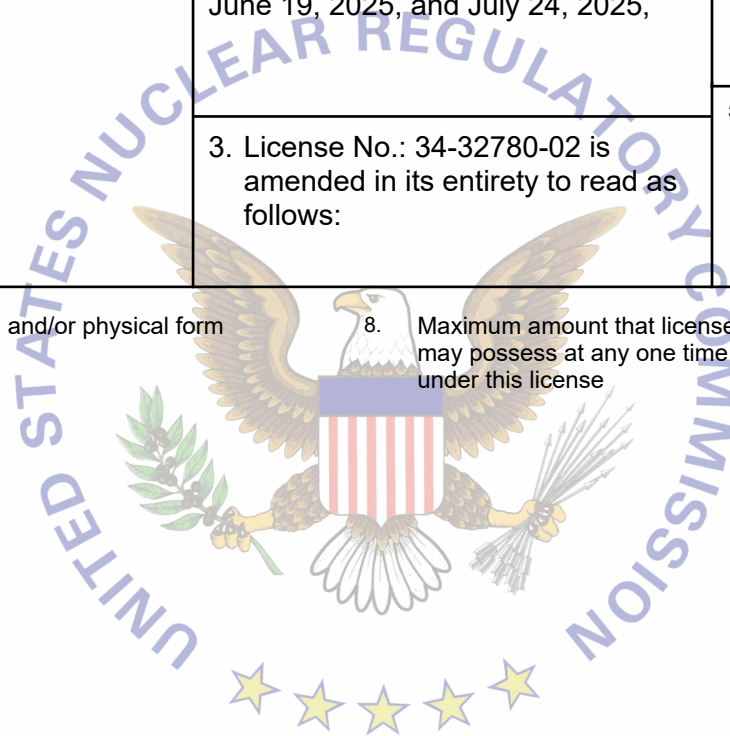 June 19, 2025, and July 24, 2025,
3. License No.: 34-32780-02 is
amended in its entirety to read as
follows:
and/or physical form
8. Maximum amount that license
may possess at any one time
under this license
UNITED STATES NUCLEAR REGULATORY COMMISSION